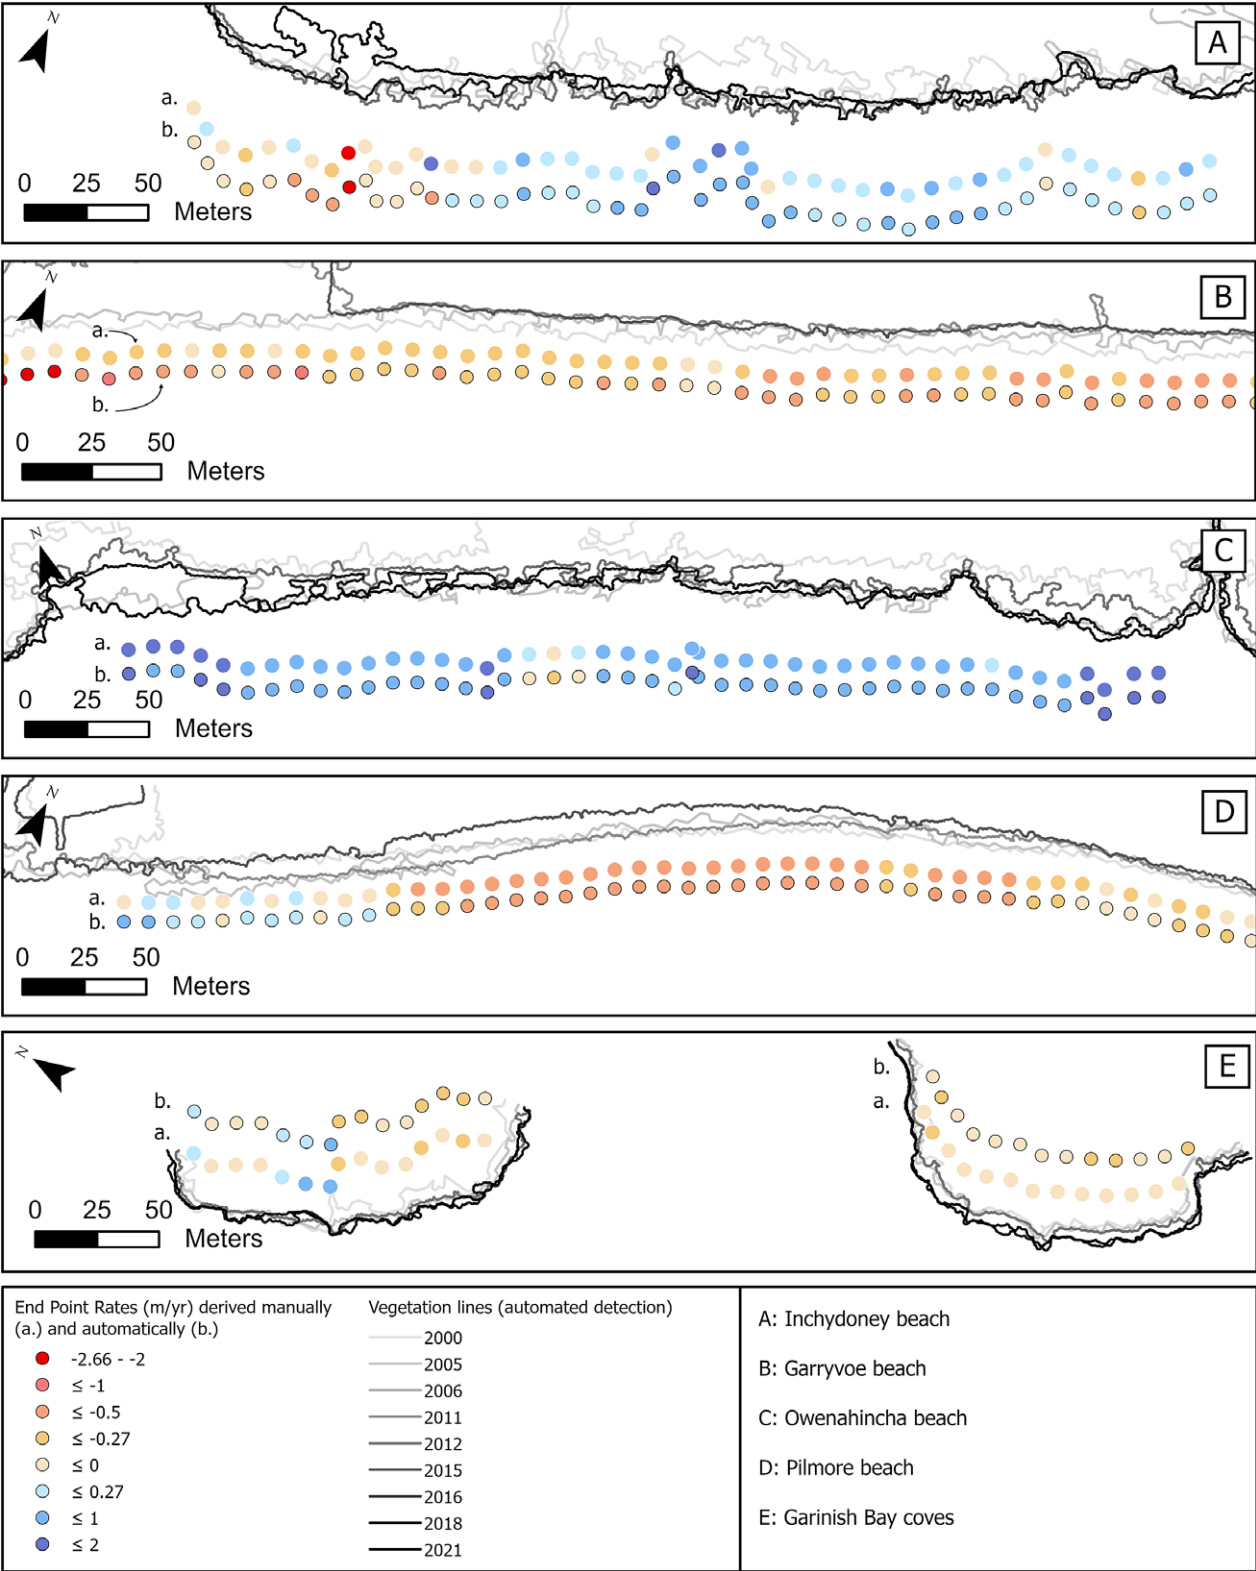 N
A
a.
b.
0 25 50
Meters
N
B
a.
b.
0 25 50
Meters
N
C
a.
b.
0 25 50
Meters
N
D
a.
b.
0 25 50
Meters
N
E
b.
a.
b.
a.
0 25 50
Meters
End Point Rates (m/yr) derived manually
(a.) and automatically (b.)
-2.66 - -2
≤ -1
≤ -0.5
≤ -0.27
≤ 0
≤ 0.27
≤ 1
≤ 2
Vegetation lines (automated detection)
2000
2005
2006
2011
2012
2015
2016
2018
2021
A: Inchydoney beach
B: Garryvoe beach
C: Owenahincha beach
D: Pilmore beach
E: Garinish Bay coves